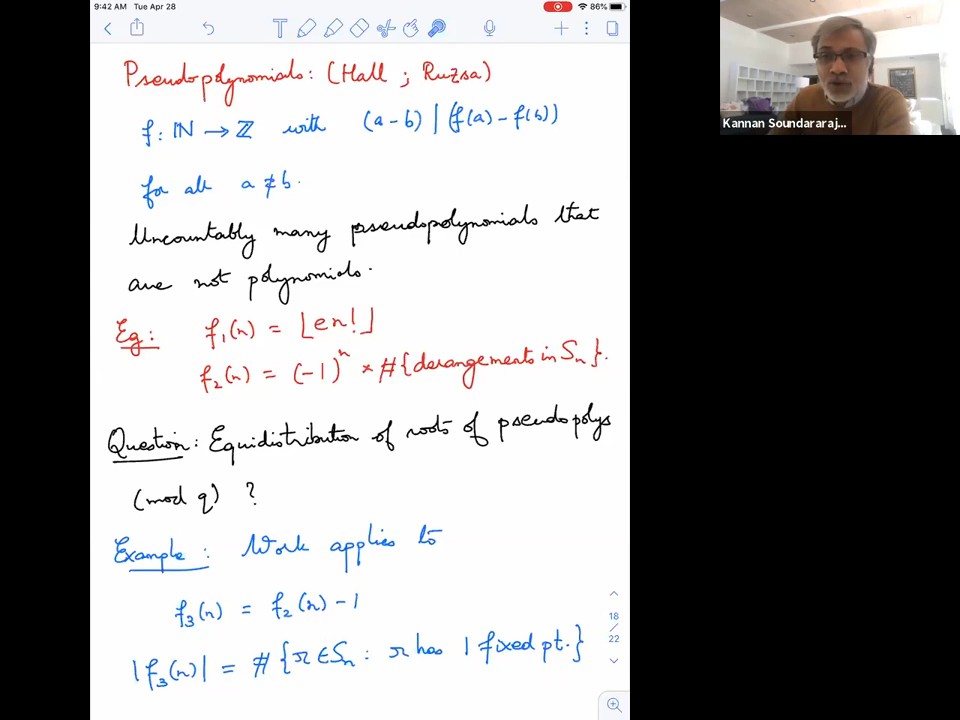 9:42 AM Tue Apr 28
86%
Pseudopolynomials: (Hall ; Ruzsa)
f: ℕ → ℤ with (a-b) | (f(a) - f(b))
for all a ≠ b.
Uncountably many pseudopolynomials that
are not polynomials.
Eg: f₁(n) = ⌊en!⌋
f₂(n) = (-1)ⁿ × #{derangements in Sₙ}.
Question: Equidistribution of roots of pseudopolys
(mod q) ?
Example: Work applies to
f₃(n) = f₂(n) - 1
|f₃(n)| = #{π ∈ Sₙ : π has 1 fixed pt.}
18
/
22
Kannan Soundararaj...